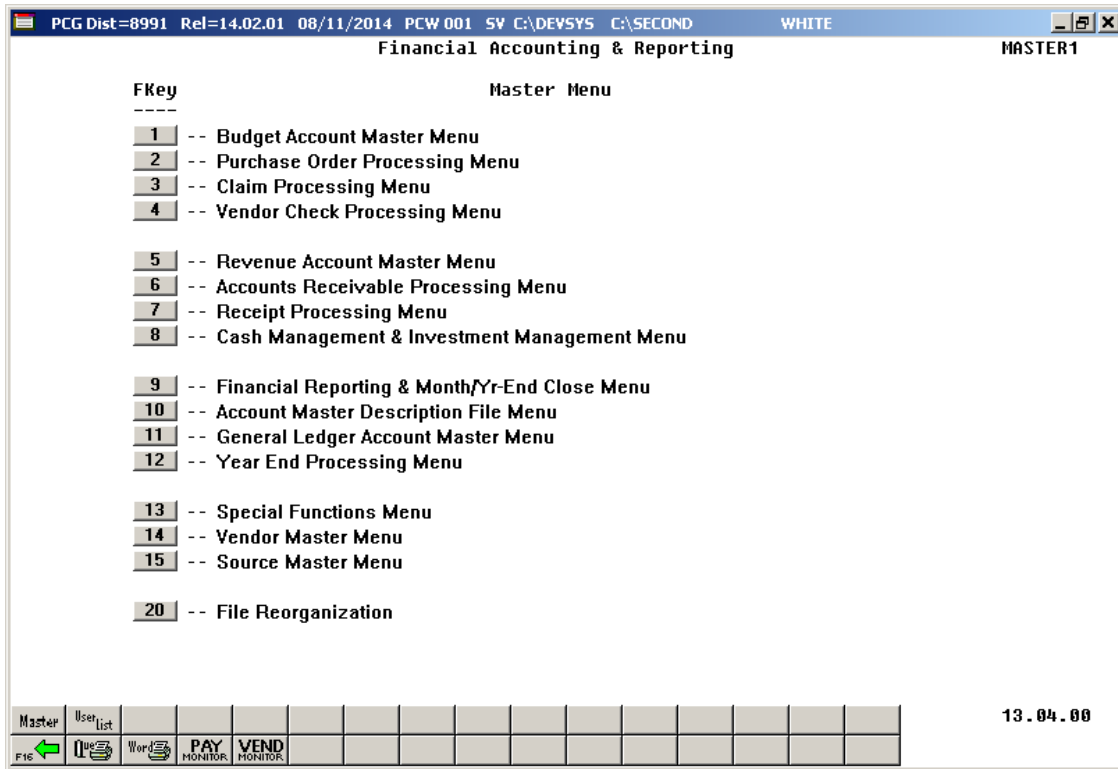 PCG Dist=8991 Rel=14.02.01 08/11/2014 PCW 001 SV C:\DEVSYS C:\SECOND WHITE
Financial Accounting & Reporting MASTER1
FKey Master Menu
----
1 -- Budget Account Master Menu
2 -- Purchase Order Processing Menu
3 -- Claim Processing Menu
4 -- Vendor Check Processing Menu
5 -- Revenue Account Master Menu
6 -- Accounts Receivable Processing Menu
7 -- Receipt Processing Menu
8 -- Cash Management & Investment Management Menu
9 -- Financial Reporting & Month/Yr-End Close Menu
10 -- Account Master Description File Menu
11 -- General Ledger Account Master Menu
12 -- Year End Processing Menu
13 -- Special Functions Menu
14 -- Vendor Master Menu
15 -- Source Master Menu
20 -- File Reorganization
Master User List 13.04.00
F16 Que Word PAY MONITOR VEND MONITOR